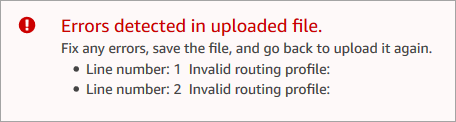 Errors detected in uploaded file.
Fix any errors, save the file, and go back to upload it again.
• Line number: 1 Invalid routing profile:
• Line number: 2 Invalid routing profile: